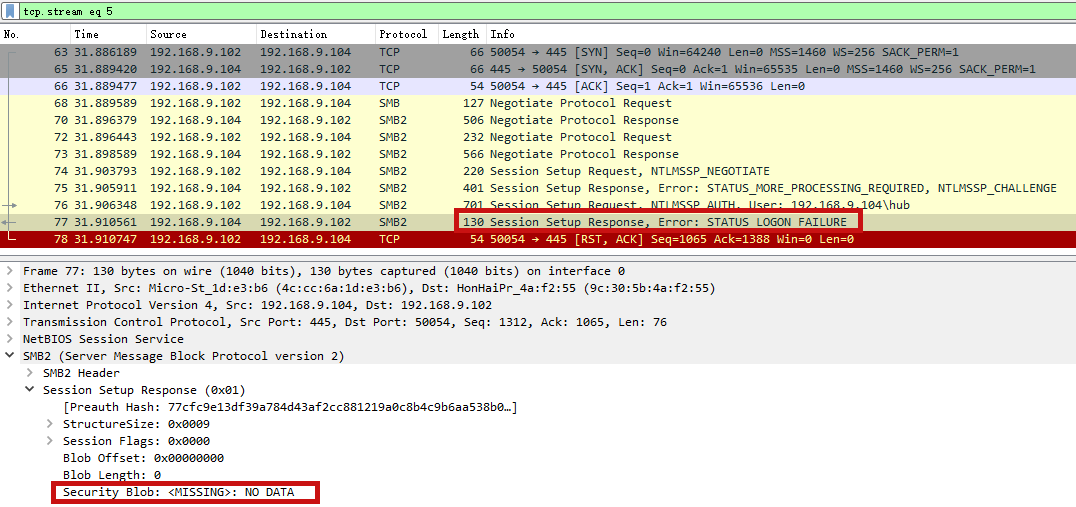 tcp.stream eq 5
No. Time Source Destination Protocol Length Info
63 31.886189 192.168.9.102 192.168.9.104 TCP 66 50054 → 445 [SYN] Seq=0 Win=64240 Len=0 MSS=1460 WS=256 SACK_PERM=1
65 31.889420 192.168.9.104 192.168.9.102 TCP 66 445 → 50054 [SYN, ACK] Seq=0 Ack=1 Win=65535 Len=0 MSS=1460 WS=256 SACK_PERM=1
66 31.889477 192.168.9.102 192.168.9.104 TCP 54 50054 → 445 [ACK] Seq=1 Ack=1 Win=65536 Len=0
68 31.889589 192.168.9.102 192.168.9.104 SMB 127 Negotiate Protocol Request
70 31.896379 192.168.9.104 192.168.9.102 SMB2 506 Negotiate Protocol Response
72 31.896443 192.168.9.102 192.168.9.104 SMB2 232 Negotiate Protocol Request
73 31.898589 192.168.9.104 192.168.9.102 SMB2 566 Negotiate Protocol Response
74 31.903793 192.168.9.102 192.168.9.104 SMB2 220 Session Setup Request, NTLMSSP_NEGOTIATE
75 31.905911 192.168.9.104 192.168.9.102 SMB2 401 Session Setup Response, Error: STATUS_MORE_PROCESSING_REQUIRED, NTLMSSP_CHALLENGE
76 31.906348 192.168.9.102 192.168.9.104 SMB2 701 Session Setup Request, NTLMSSP_AUTH, User: 192.168.9.104\hub
77 31.910561 192.168.9.104 192.168.9.102 SMB2 130 Session Setup Response, Error: STATUS_LOGON_FAILURE
78 31.910747 192.168.9.102 192.168.9.104 TCP 54 50054 → 445 [RST, ACK] Seq=1065 Ack=1388 Win=0 Len=0
Frame 77: 130 bytes on wire (1040 bits), 130 bytes captured (1040 bits) on interface 0
Ethernet II, Src: Micro-St_1d:e3:b6 (4c:cc:6a:1d:e3:b6), Dst: HonHaiPr_4a:f2:55 (9c:30:5b:4a:f2:55)
Internet Protocol Version 4, Src: 192.168.9.104, Dst: 192.168.9.102
Transmission Control Protocol, Src Port: 445, Dst Port: 50054, Seq: 1312, Ack: 1065, Len: 76
NetBIOS Session Service
SMB2 (Server Message Block Protocol version 2)
SMB2 Header
Session Setup Response (0x01)
[Preauth Hash: 77cfc9e13df39a784d43af2cc881219a0c8b4c9b6aa538b0…]
StructureSize: 0x0009
Session Flags: 0x0000
Blob Offset: 0x00000000
Blob Length: 0
Security Blob: <MISSING>: NO DATA